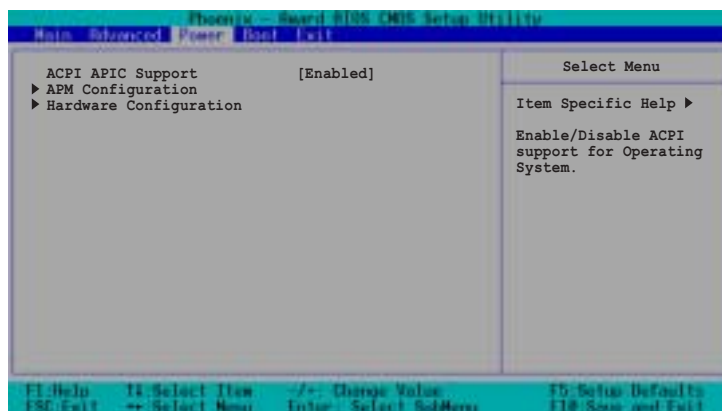 Phoenix - Award BIOS CMOS Setup Utility
Main Advanced Power Boot Exit
ACPI APIC Support [Enabled]
▶ APM Configuration
▶ Hardware Configuration
Select Menu
Item Specific Help ▶
Enable/Disable ACPI
support for Operating
System.
F1:Help ↑↓ Select Item -/+: Change Value F5:Setup Defaults
ESC:Exit ↔ Select Menu Enter: Select SubMenu F10 Save and Exit